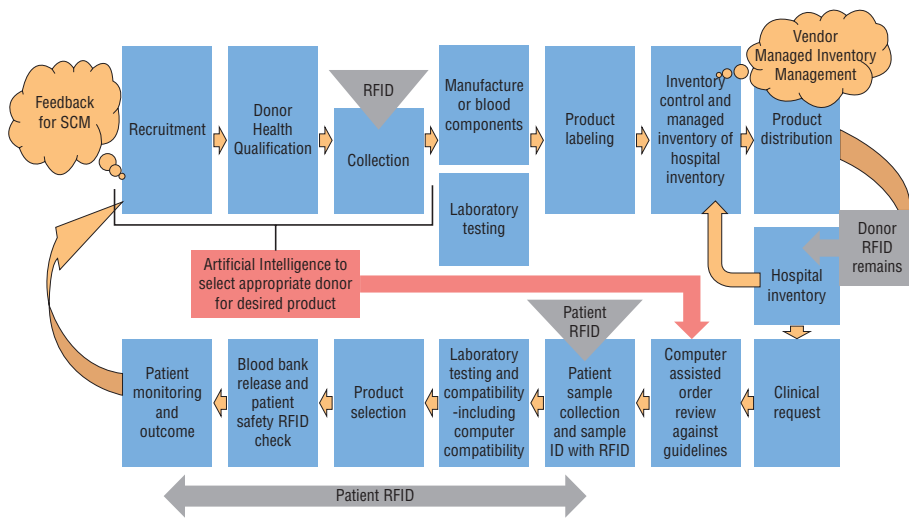 Feedback
for SCM
Recruitment
Donor
Health
Qualification
RFID
Collection
Manufacture
or blood
components
Laboratory
testing
Product
labeling
Inventory
control and
managed
inventory of
hospital
inventory
Vendor
Managed Inventory
Management
Product
distribution
Donor
RFID
remains
Hospital
inventory
Artificial Intelligence to
select appropriate donor
for desired product
Clinical
request
Computer
assisted
order
review
against
guidelines
Patient
RFID
Patient
sample
collection
and sample
ID with RFID
Laboratory
testing and
compatibility
-including
computer
compatibility
Product
selection
Blood bank
release and
patient
safety RFID
check
Patient
monitoring
and
outcome
Patient RFID